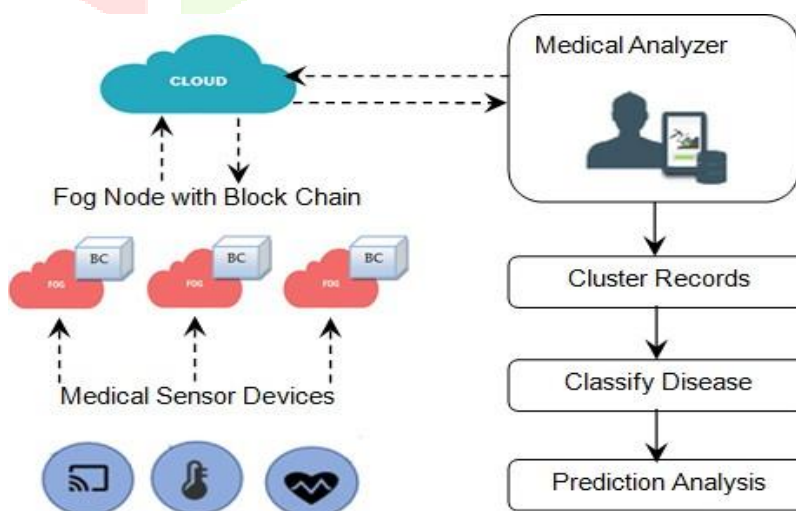 Medical Analyzer
CLOUD
Fog Node with Block Chain
BC BC BC
FOG FOG FOG
Cluster Records
Medical Sensor Devices
Classify Disease
Prediction Analysis